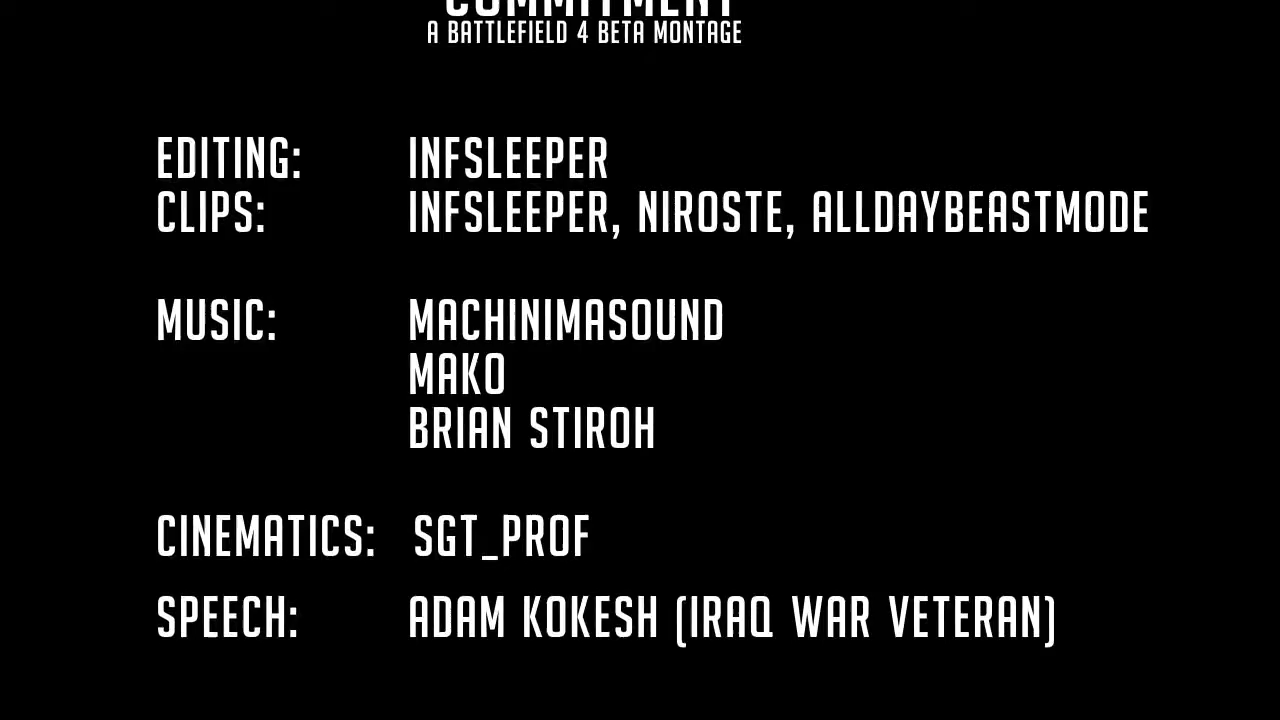 COMMITMENT
A BATTLEFIELD 4 BETA MONTAGE
EDITING: INFSLEEPER
CLIPS: INFSLEEPER, NIROSTE, ALLDAYBEASTMODE
MUSIC: MACHINIMASOUND
MAKO
BRIAN STIROH
CINEMATICS: SGT_PROF
SPEECH: ADAM KOKESH (IRAQ WAR VETERAN)